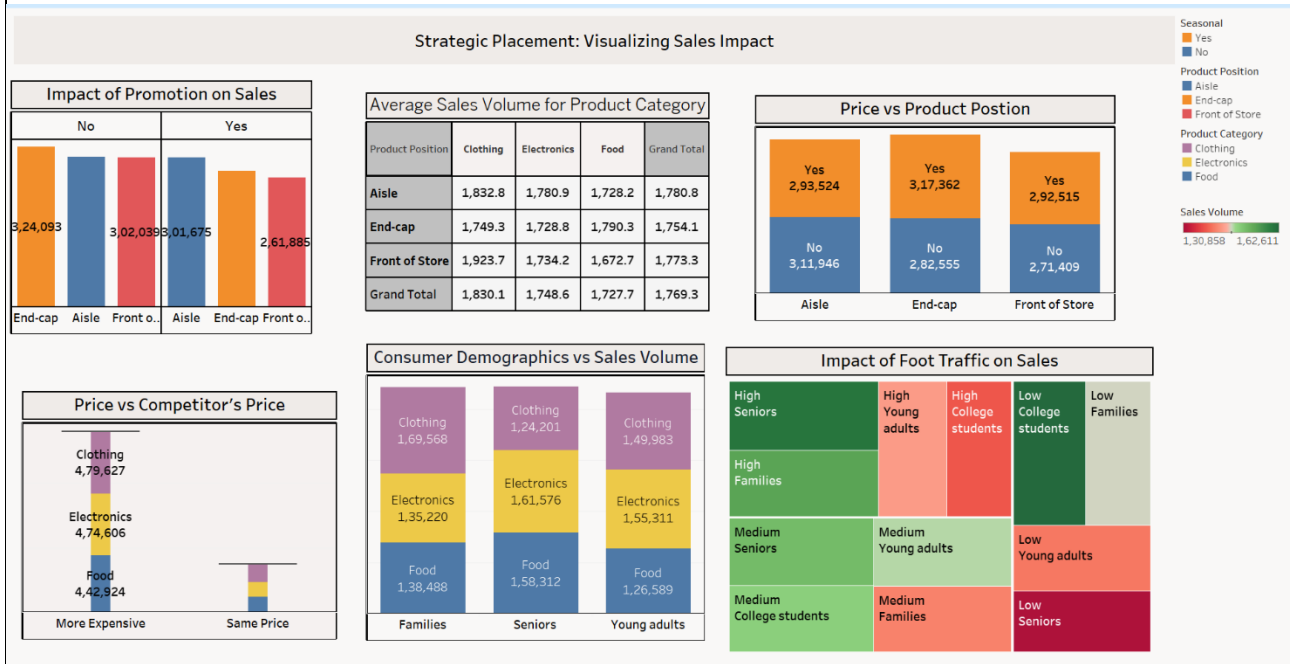 Strategic Placement: Visualizing Sales Impact
Seasonal
Yes
No
Product Position
Aisle
End-cap
Front of Store
Product Category
Clothing
Electronics
Food
Sales Volume
1,30,858 1,62,611
Impact of Promotion on Sales
No Yes
3,24,093 3,02,039 3,01,675 2,61,885
End-cap Aisle Front o.. Aisle End-cap Front o..
Average Sales Volume for Product Category
Product Position Clothing Electronics Food Grand Total
Aisle 1,832.8 1,780.9 1,728.2 1,780.8
End-cap 1,749.3 1,728.8 1,790.3 1,754.1
Front of Store 1,923.7 1,734.2 1,672.7 1,773.3
Grand Total 1,830.1 1,748.6 1,727.7 1,769.3
Price vs Product Postion
Yes Yes Yes
2,93,524 3,17,362 2,92,515
No No No
3,11,946 2,82,555 2,71,409
Aisle End-cap Front of Store
Price vs Competitor's Price
Clothing
4,79,627
Electronics
4,74,606
Food
4,42,924
More Expensive Same Price
Consumer Demographics vs Sales Volume
Clothing Clothing Clothing
1,69,568 1,24,201 1,49,983
Electronics Electronics Electronics
1,35,220 1,61,576 1,55,311
Food Food Food
1,38,488 1,58,312 1,26,589
Families Seniors Young adults
Impact of Foot Traffic on Sales
High
Seniors
High
Families
High
Young
adults
High
College
students
Low
College
students
Low
Families
Medium
Seniors
Medium
Young adults
Low
Young adults
Medium
College students
Medium
Families
Low
Seniors